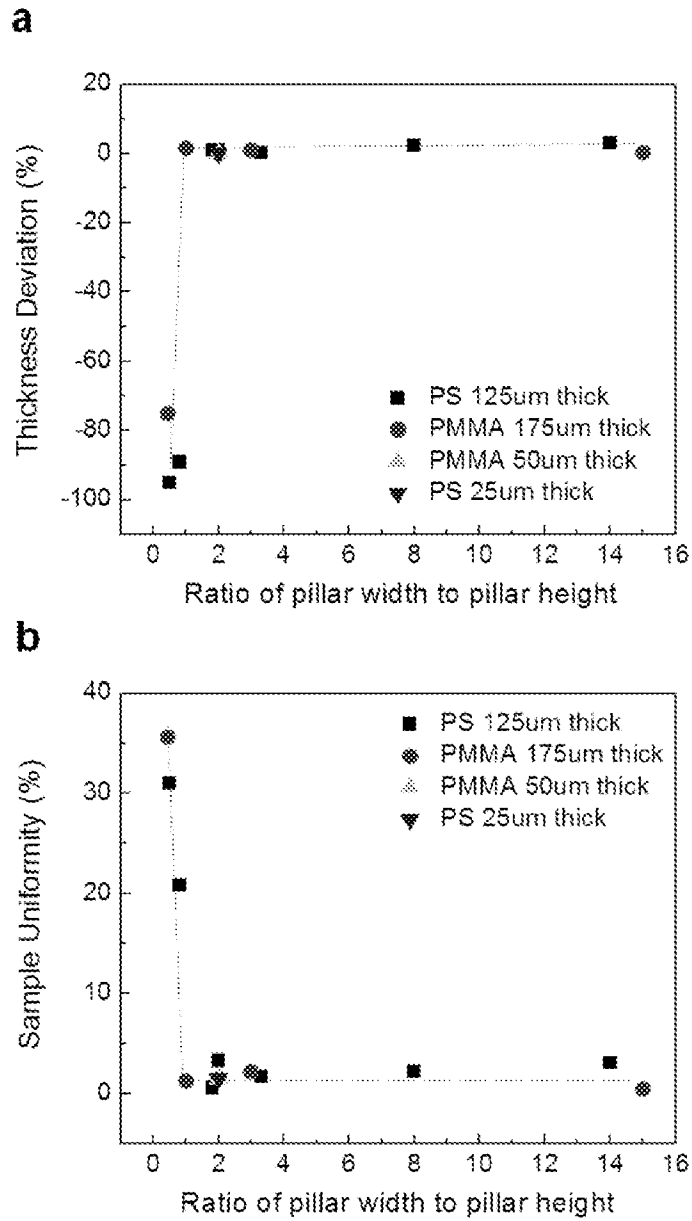 a
20
0
-20
-40
-60
-80
-100
Thickness Deviation (%)
PS 125um thick
PMMA 175um thick
PMMA 50um thick
PS 25um thick
0 2 4 6 8 10 12 14 16
Ratio of pillar width to pillar height
b
40
30
20
10
0
Sample Uniformity (%)
PS 125um thick
PMMA 175um thick
PMMA 50um thick
PS 25um thick
0 2 4 6 8 10 12 14 16
Ratio of pillar width to pillar height